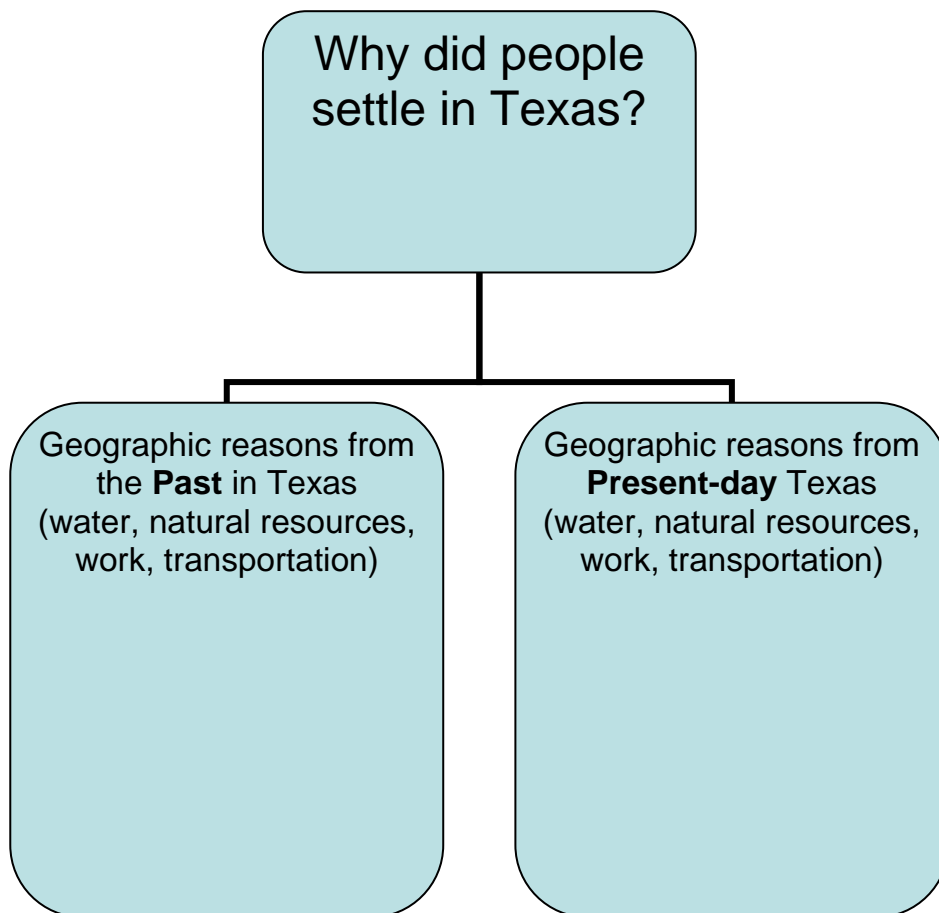 Why did people
settle in Texas?
Geographic reasons from
the Past in Texas
(water, natural resources,
work, transportation)
Geographic reasons from
Present-day Texas
(water, natural resources,
work, transportation)